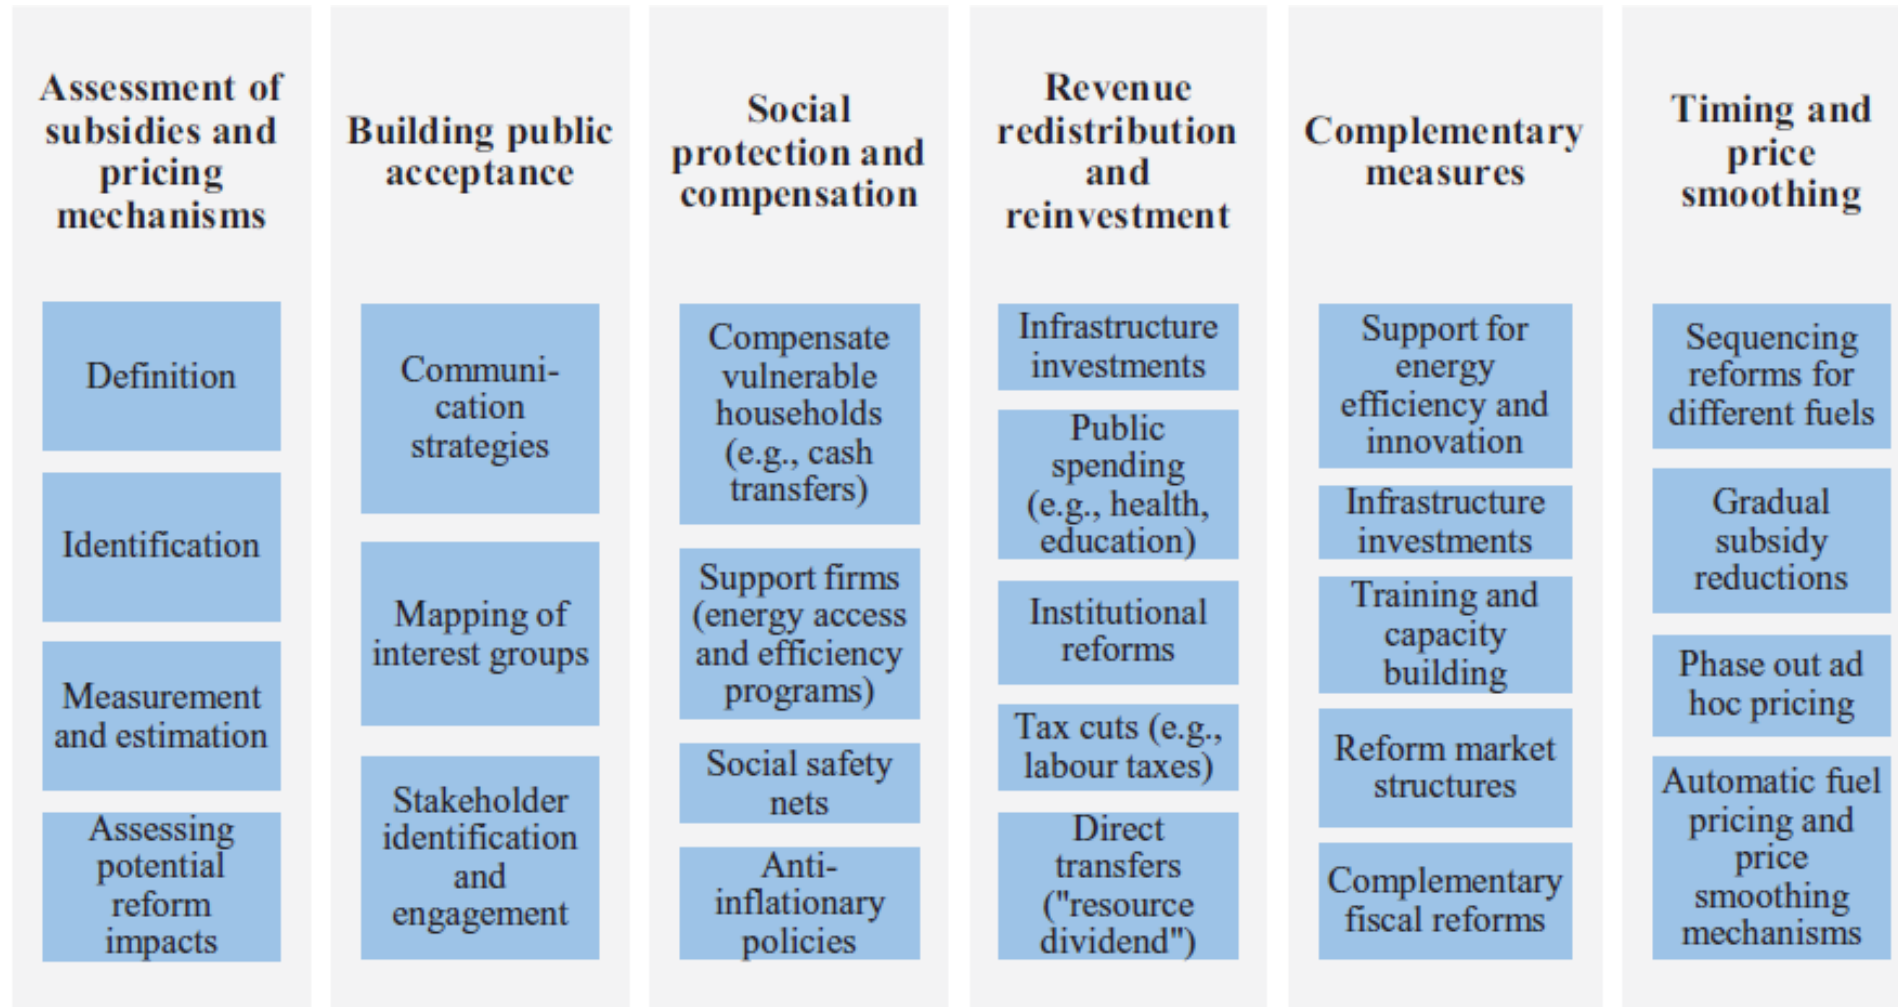 Assessment of
subsidies and
pricing
mechanisms
Definition
Identification
Measurement
and estimation
Assessing
potential
reform
impacts
Building public
acceptance
Communi-
cation
strategies
Mapping of
interest groups
Stakeholder
identification
and
engagement
Social
protection and
compensation
Compensate
vulnerable
households
(e.g., cash
transfers)
Support firms
(energy access
and efficiency
programs)
Social safety
nets
Anti-
inflationary
policies
Revenue
redistribution
and
reinvestment
Infrastructure
investments
Public
spending
(e.g., health,
education)
Institutional
reforms
Tax cuts (e.g.,
labour taxes)
Direct
transfers
("resource
dividend")
Complementary
measures
Support for
energy
efficiency and
innovation
Infrastructure
investments
Training and
capacity
building
Reform market
structures
Complementary
fiscal reforms
Timing and
price
smoothing
Sequencing
reforms for
different fuels
Gradual
subsidy
reductions
Phase out ad
hoc pricing
Automatic fuel
pricing and
price
smoothing
mechanisms